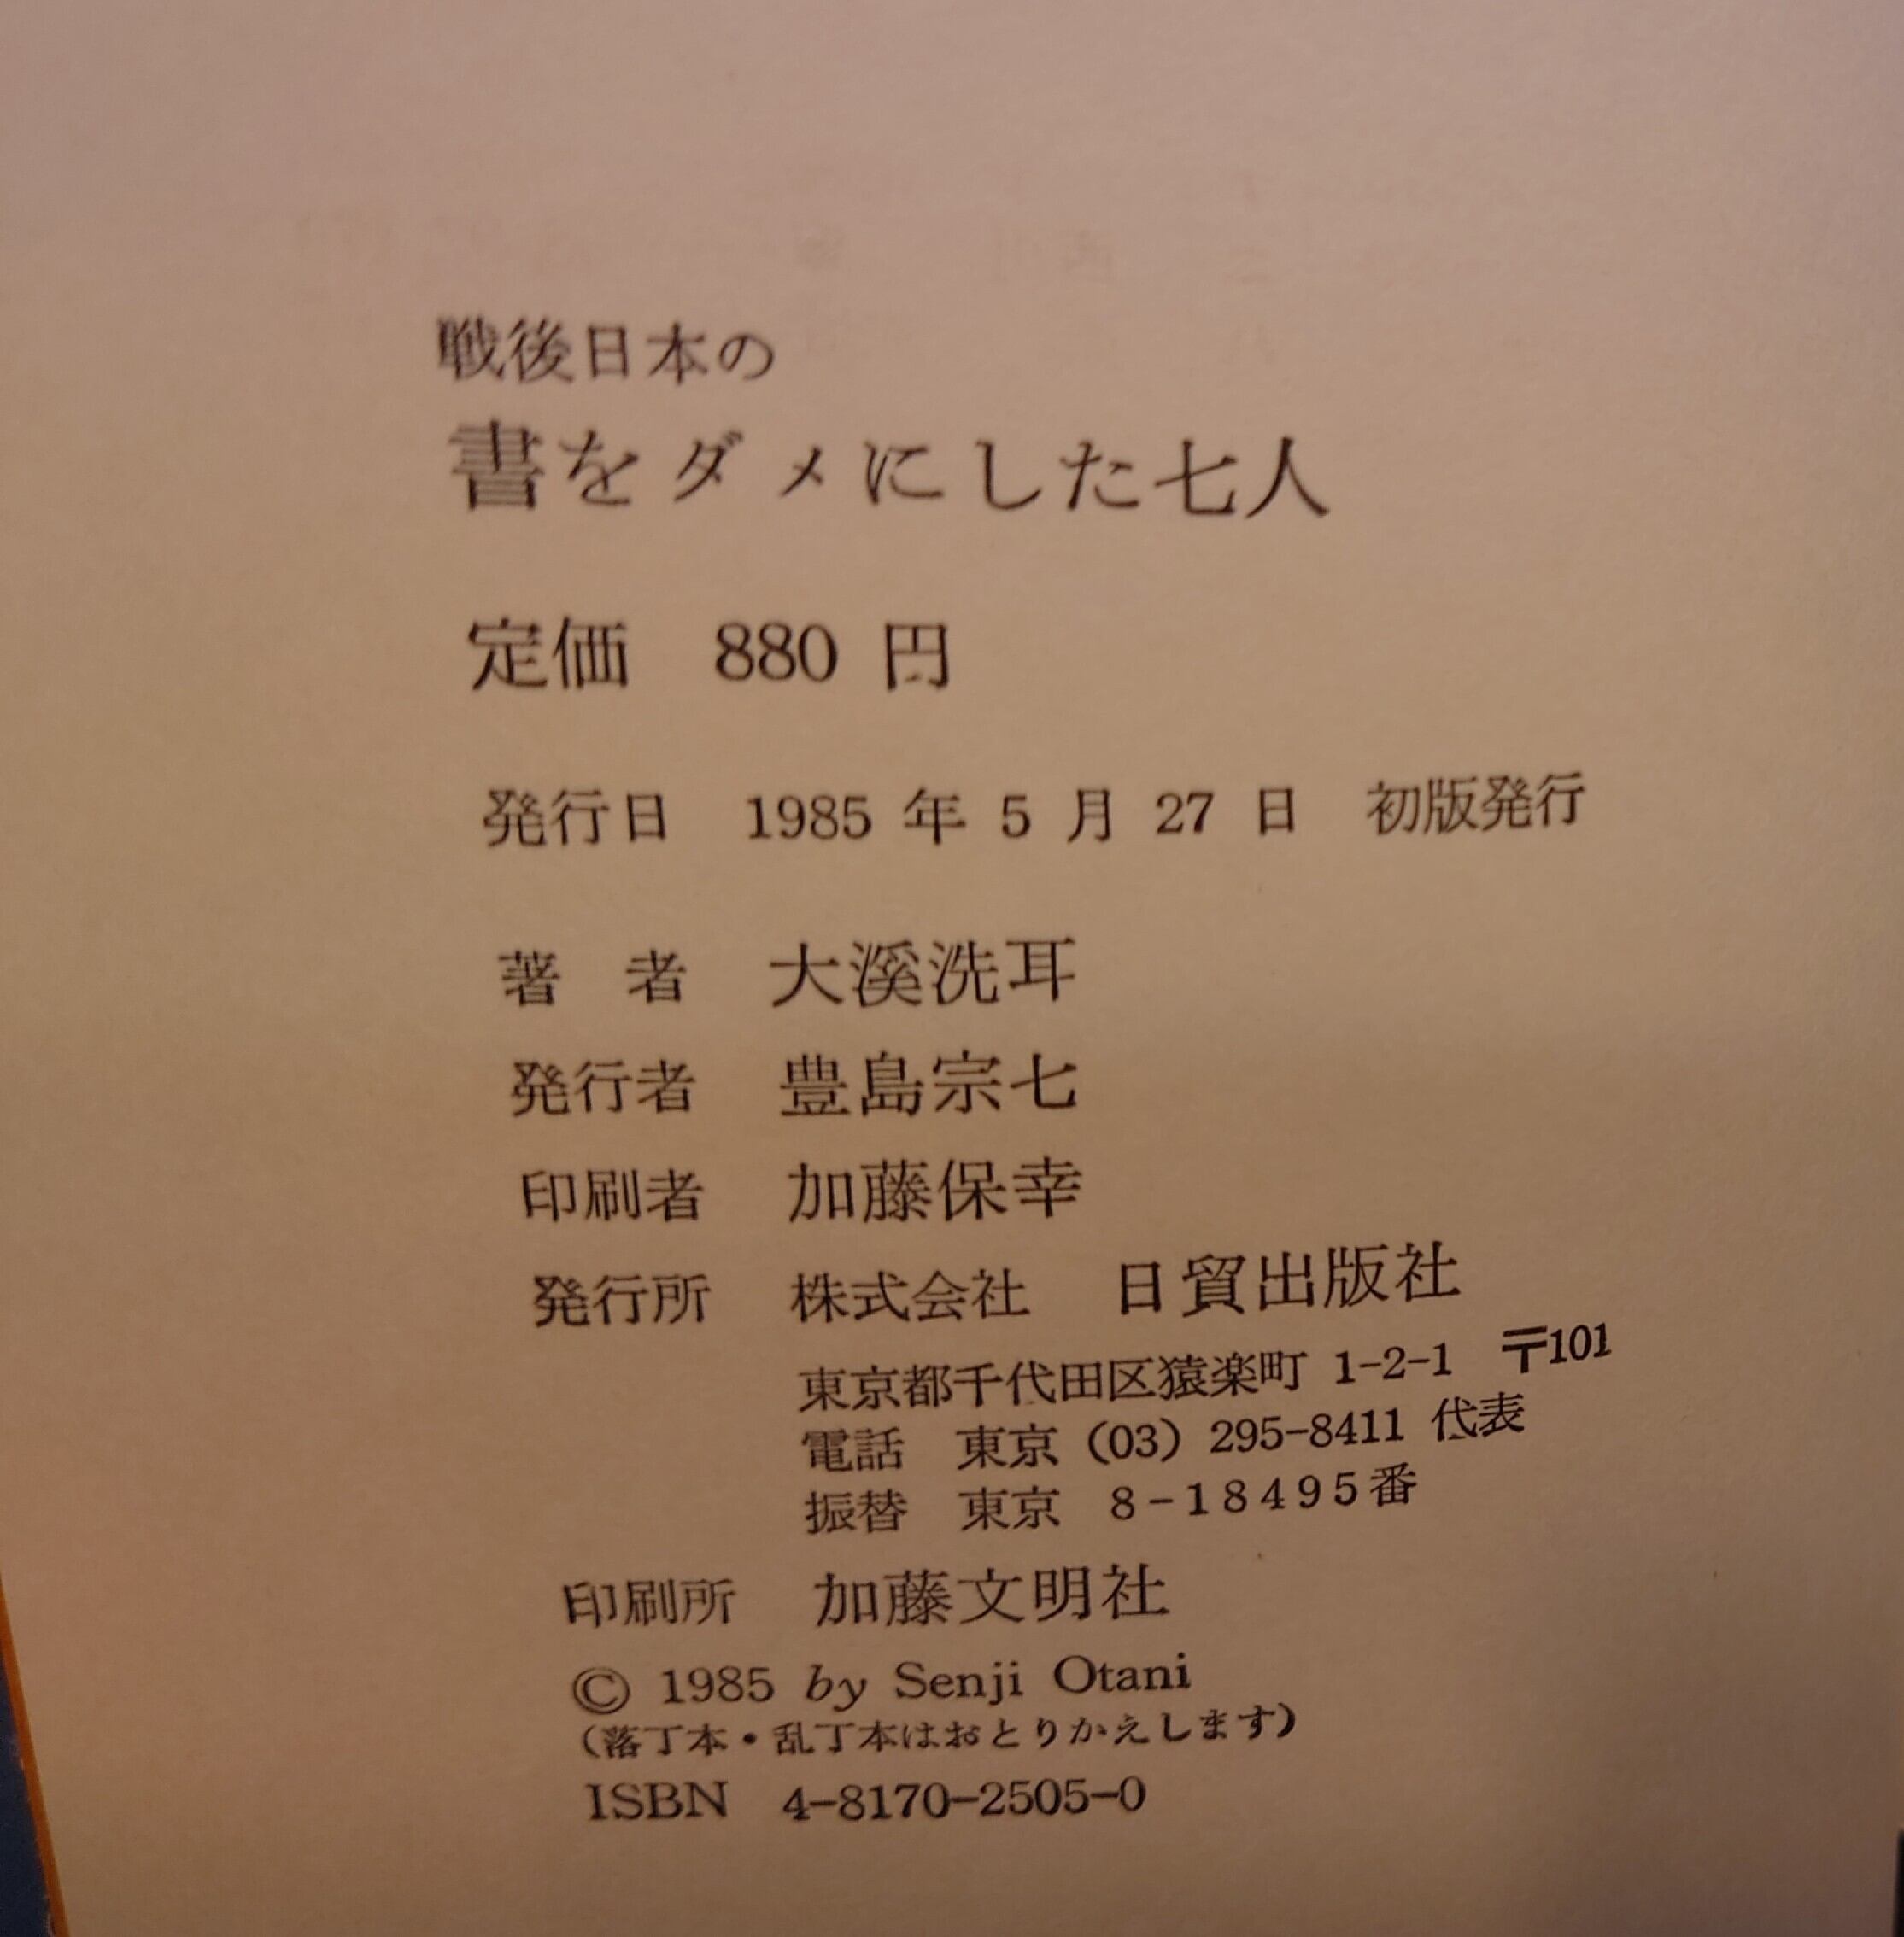 戦後日本の
書をダメにした七人
定価 880 円
発行日 1985 年 5 月 27 日 初版発行
著 者 大溪洗耳
発行者 豊島宗七
印刷者 加藤保幸
発行所 株式会社 日貿出版社
東京都千代田区猿楽町 1-2-1 〒101
電話 東京 (03) 295-8411 代表
振替 東京 8-18495番
印刷所 加藤文明社
© 1985 by Senji Otani
(落丁本・乱丁本はおとりかえします)
ISBN 4-8170-2505-0